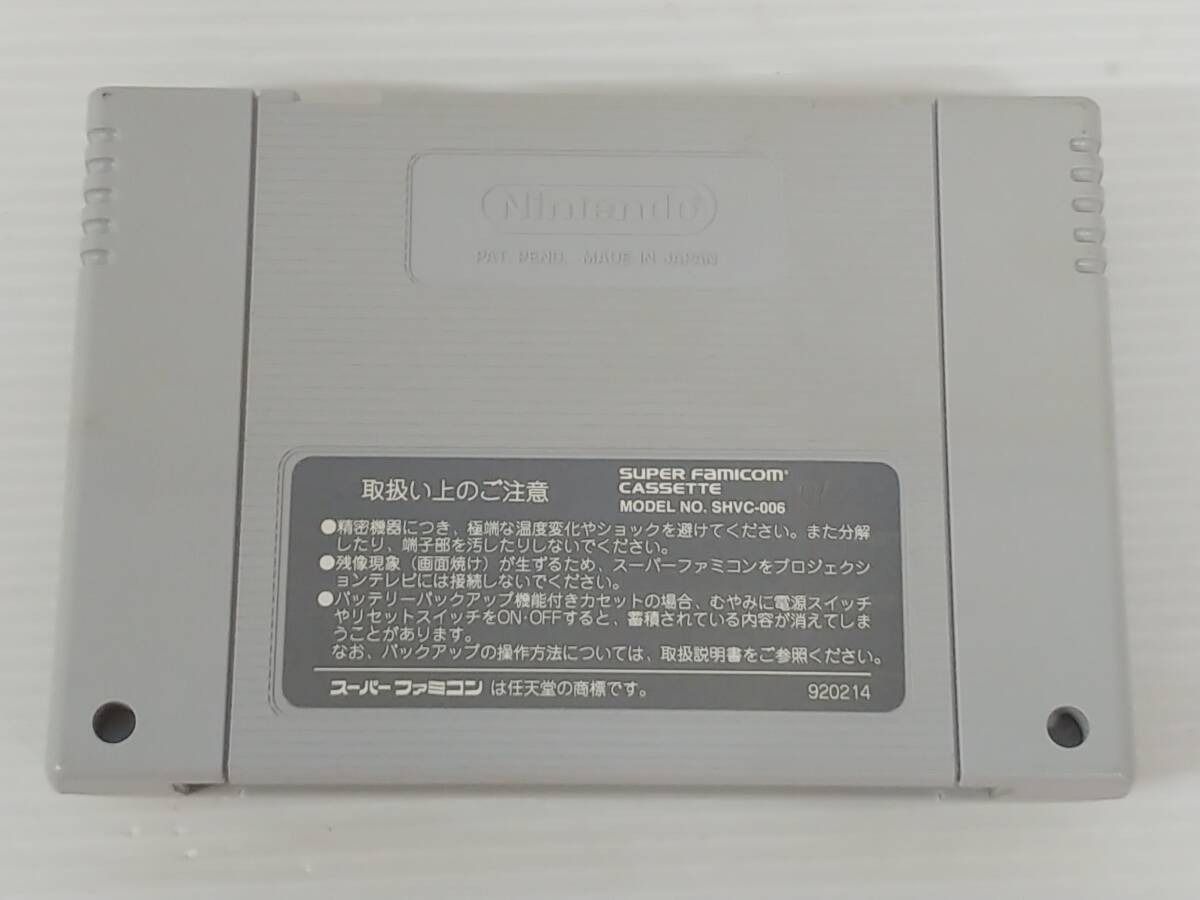 Nintendo
PAT. PEND. MADE IN JAPAN
取扱い上のご注意
SUPER FAMICOM
CASSETTE
MODEL NO. SHVC-006
●精密機器につき、極端な温度変化やショックを避けてください。また分解
したり、端子部を汚したりしないでください。
●残像現象（画面焼け）が生ずるため、スーパーファミコンをプロジェクシ
ョンテレビには接続しないでください。
●バッテリーバックアップ機能付きカセットの場合、むやみに電源スイッチ
やリセットスイッチをON·OFFすると、蓄積されている内容が消えてしま
うことがあります。
なお、バックアップの操作方法については、取扱説明書をご参照ください。
スーパーファミコン は任天堂の商標です。
920214